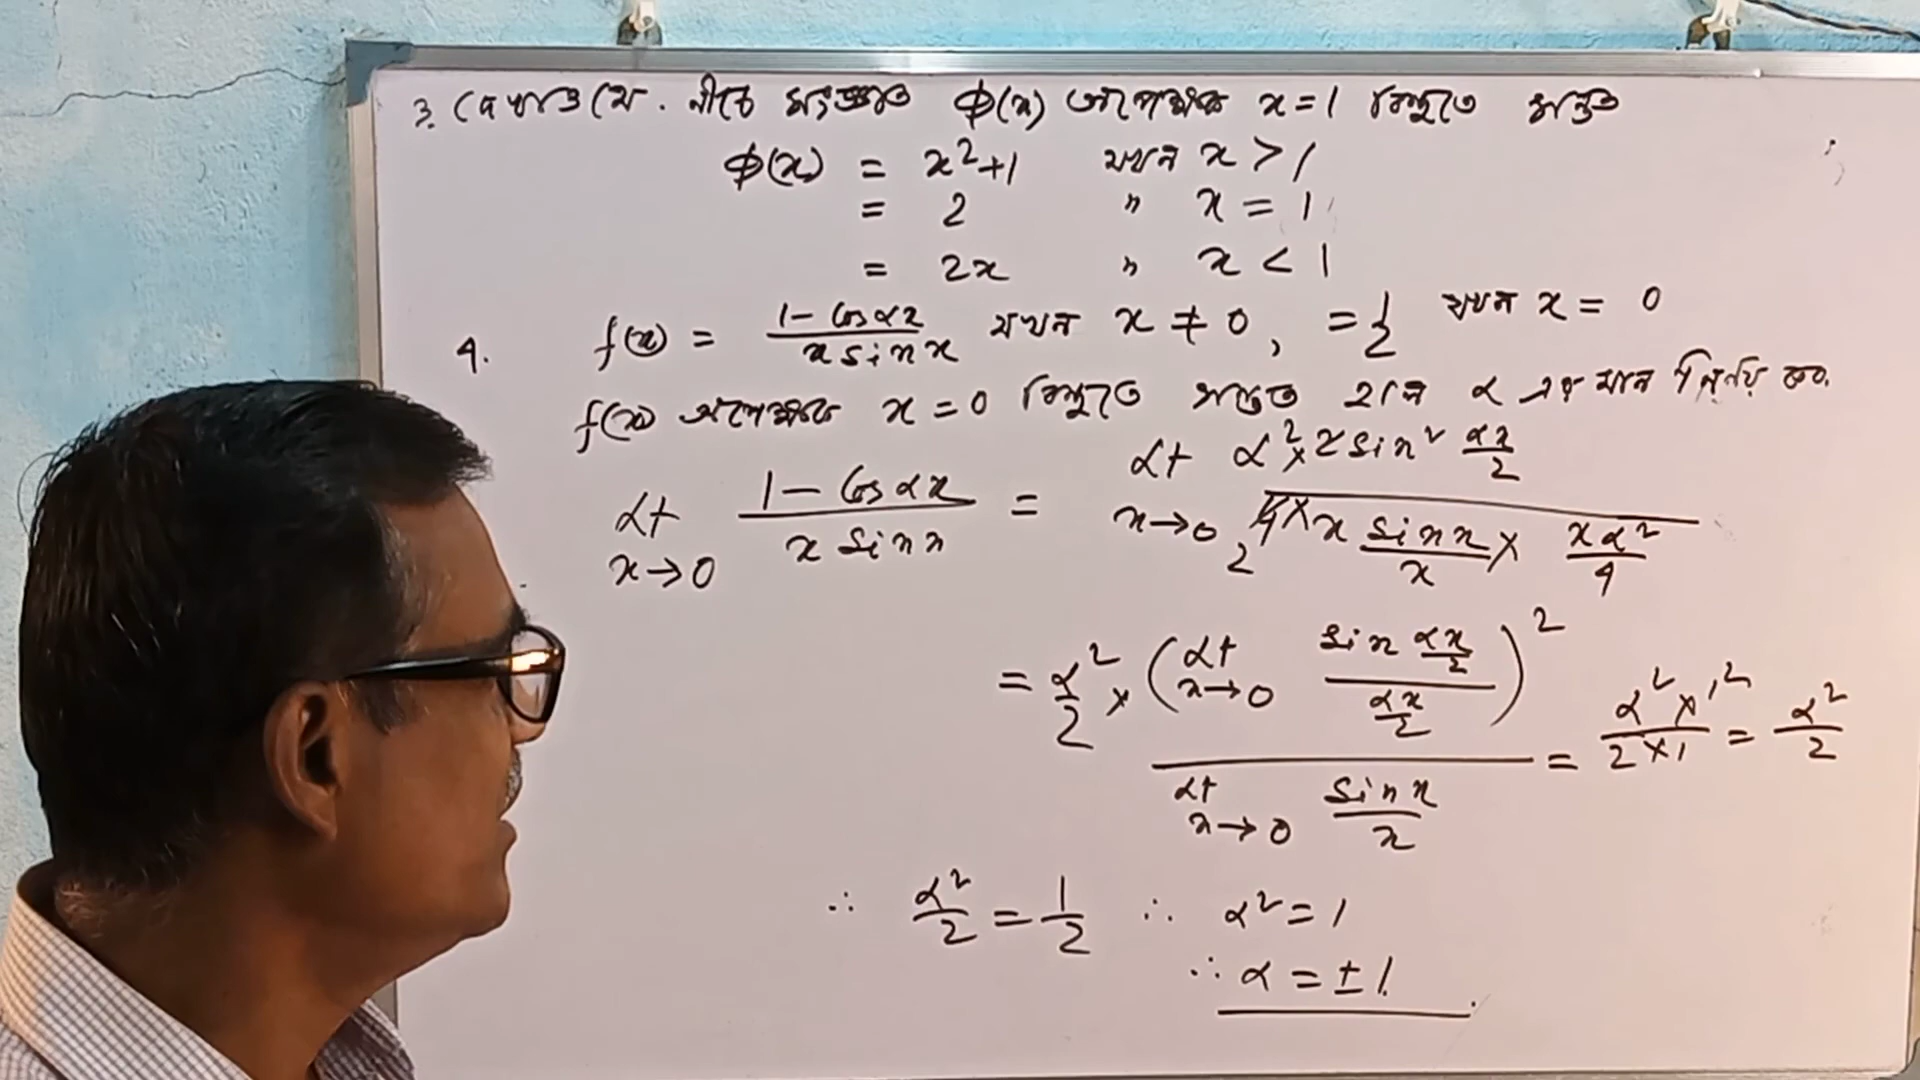 3. দেখাও যে. নীচে সংজ্ঞাত ϕ(x) অপেক্ষক x=1 বিন্দুতে সন্তত
ϕ(x) = x²+1 যখন x > 1
= 2 " x = 1
= 2x " x < 1
4. f(x) = (1 - Cos αx)/(x sin x) যখন x ≠ 0, = 1/2 যখন x = 0
f(x) অপেক্ষক x = 0 বিন্দুতে সন্তত হলে α এর মান নির্ণয় কর.
Lt x→0 (1 - Cos αx)/(x sin x) = Lt x→0 (α² × 2 sin² αx/2)/(4 2 × x (sin x)/x × xα²/4)
= α²/2 × (Lt x→0 (sin αx/2)/(αx/2))² / (Lt x→0 (sin x)/x) = (α² × 1²)/(2 × 1) = α²/2
∴ α²/2 = 1/2 ∴ α² = 1
∴ α = ± 1.